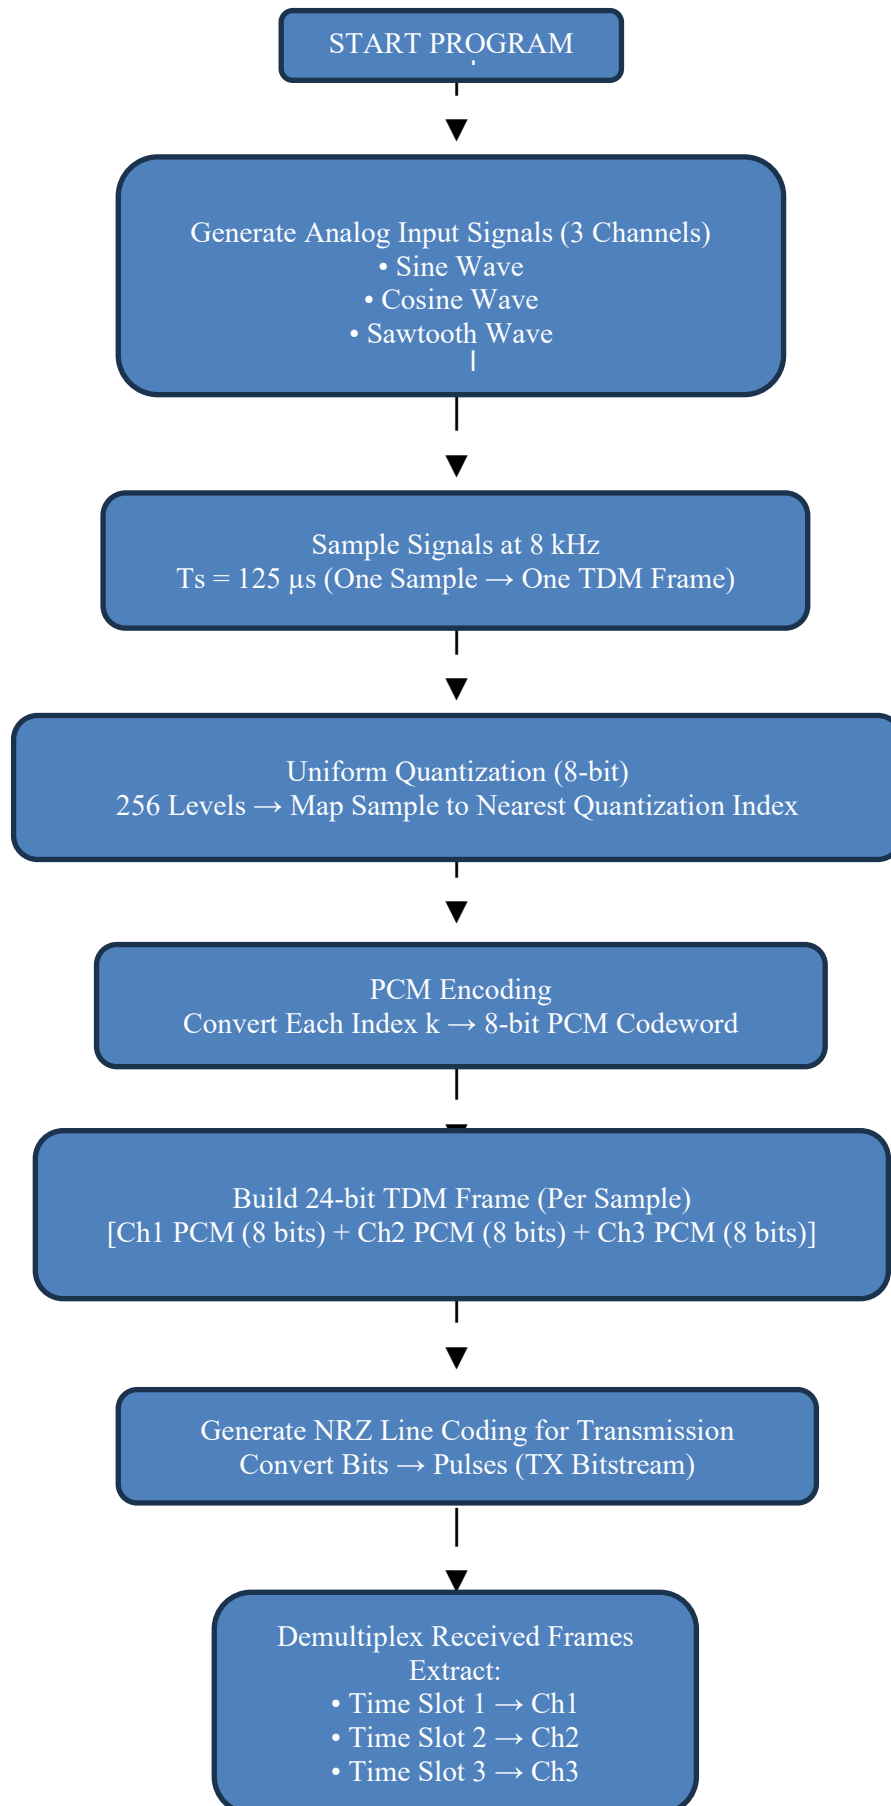 START PROGRAM
Generate Analog Input Signals (3 Channels)
• Sine Wave
• Cosine Wave
• Sawtooth Wave
Sample Signals at 8 kHz
Ts = 125 µs (One Sample → One TDM Frame)
Uniform Quantization (8-bit)
256 Levels → Map Sample to Nearest Quantization Index
PCM Encoding
Convert Each Index k → 8-bit PCM Codeword
Build 24-bit TDM Frame (Per Sample)
[Ch1 PCM (8 bits) + Ch2 PCM (8 bits) + Ch3 PCM (8 bits)]
Generate NRZ Line Coding for Transmission
Convert Bits → Pulses (TX Bitstream)
Demultiplex Received Frames
Extract:
• Time Slot 1 → Ch1
• Time Slot 2 → Ch2
• Time Slot 3 → Ch3